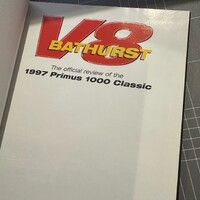 V8
BATHURST
The official review of the
1997 Primus 1000 Classic